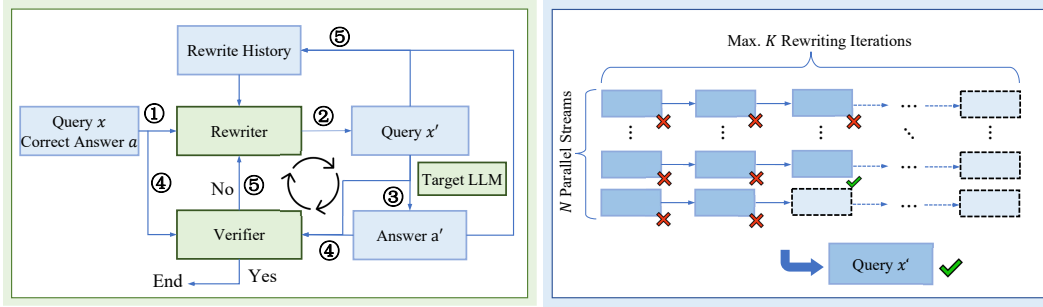 Rewrite History
⑤
①
②
Query x
Correct Answer a
Rewriter
Query x′
④
No
⑤
③
Target LLM
Verifier
④
Answer a′
End
Yes
Max. K Rewriting Iterations
N Parallel Streams
...
...
...
...
Query x‘